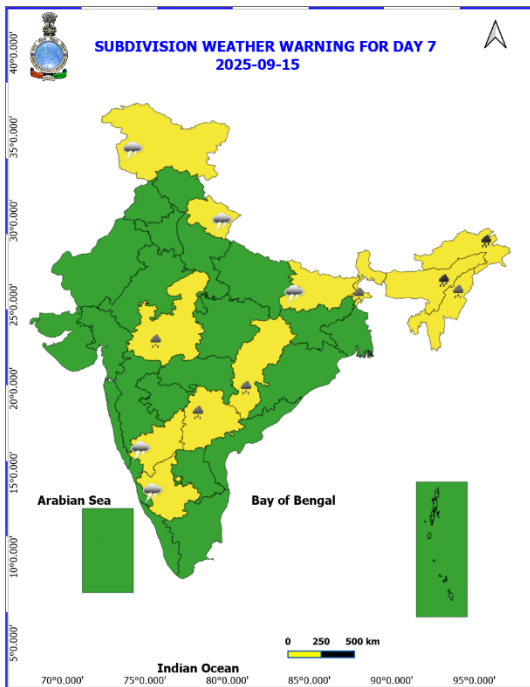 SUBDIVISION WEATHER WARNING FOR DAY 7
2025-09-15
40°0.000'
35°0.000'
30°0.000'
25°0.000'
20°0.000'
15°0.000'
10°0.000'
5°0.000'
Arabian Sea
Bay of Bengal
0 250 500 km
Indian Ocean
70°0.000' 75°0.000' 80°0.000' 85°0.000' 90°0.000' 95°0.000'